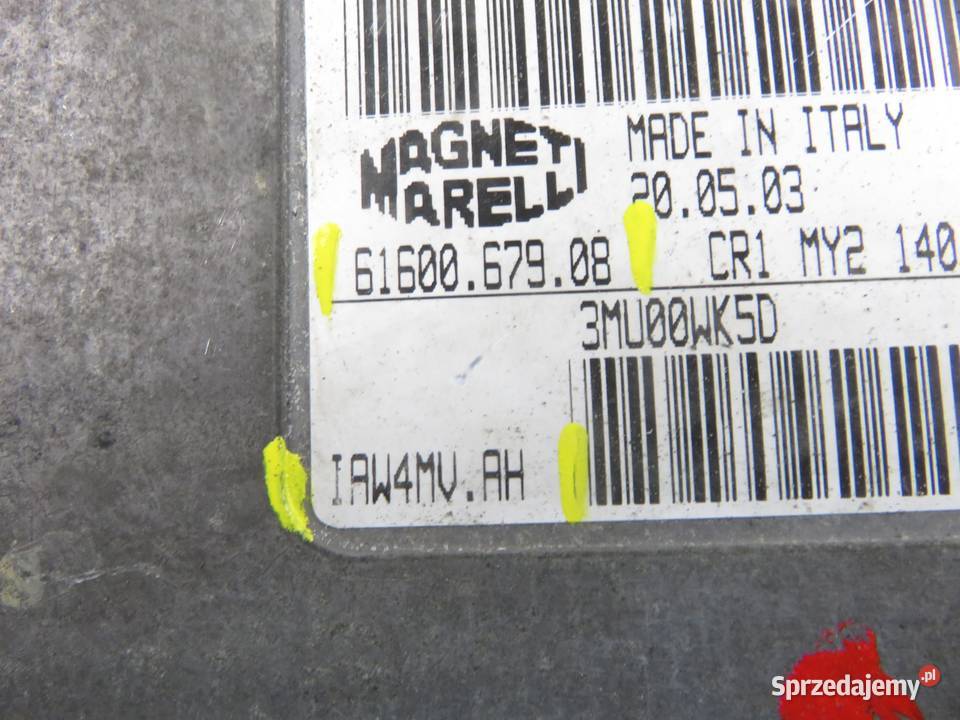 MAGNETI
MARELLI
MADE IN ITALY
20.05.03
61600.679.08
CR1 MY2 140
3MU00WK5D
IAW4MV.AH
Sprzedajemy.pl